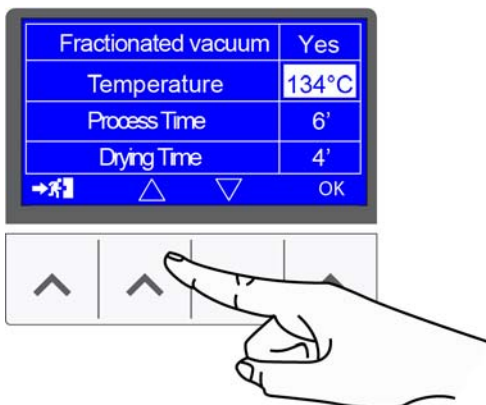 Fractionated vacuum Yes
Temperature 134°C
Process Time 6’
Drying Time 4’
OK